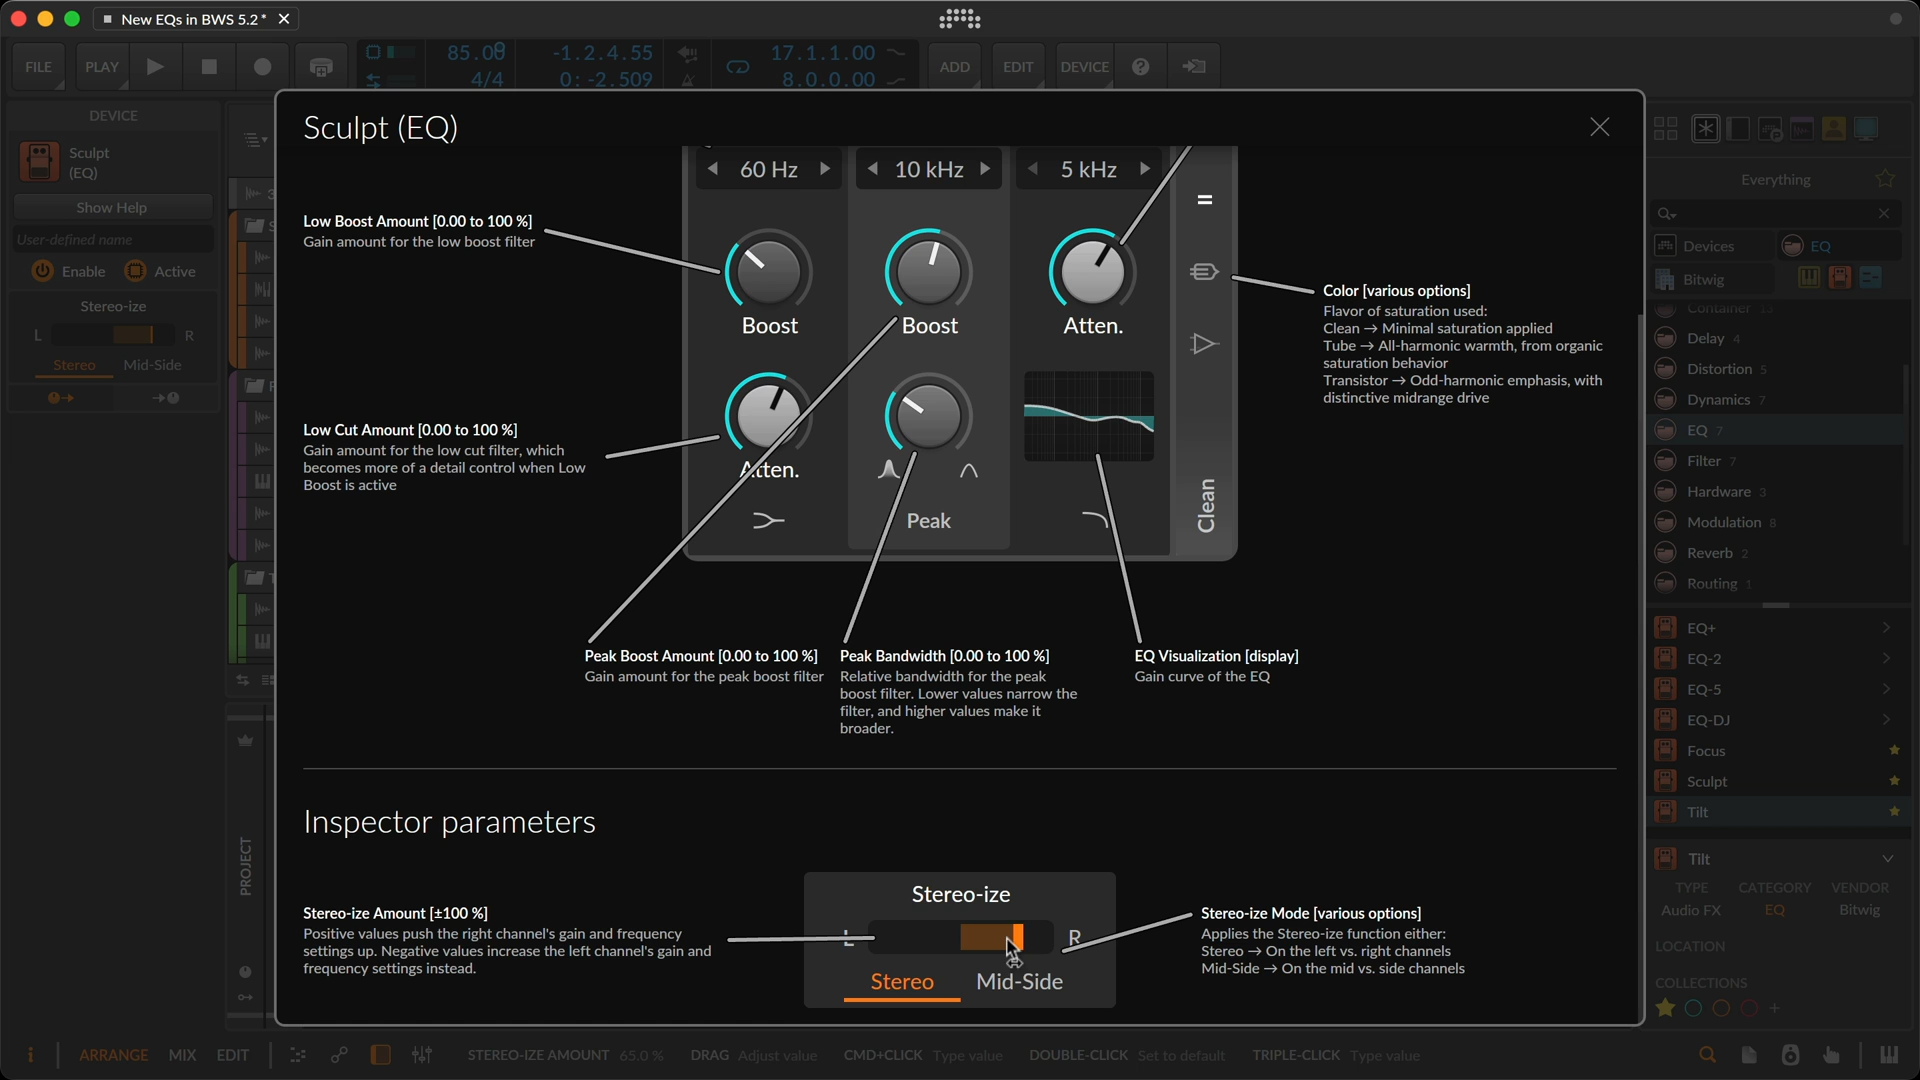 New EQs in BWS 5.2*
FILE
PLAY
85.00
4/4
-1.2.4.55
0:-2.509
17.1.1.00
8.0.0.00
ADD
EDIT
DEVICE
DEVICE
Sculpt
(EQ)
Show Help
User-defined name
Enable
Active
Stereo-ize
L
R
Stereo
Mid-Side
Sculpt (EQ)
60 Hz
10 kHz
5 kHz
Low Boost Amount [0.00 to 100 %]
Gain amount for the low boost filter
Boost
Boost
Atten.
Color [various options]
Flavor of saturation used:
Clean → Minimal saturation applied
Tube → All-harmonic warmth, from organic
saturation behavior
Transistor → Odd-harmonic emphasis, with
distinctive midrange drive
Low Cut Amount [0.00 to 100 %]
Gain amount for the low cut filter, which
becomes more of a detail control when Low
Boost is active
Atten.
Peak
Clean
Peak Boost Amount [0.00 to 100 %]
Gain amount for the peak boost filter
Peak Bandwidth [0.00 to 100 %]
Relative bandwidth for the peak
boost filter. Lower values narrow the
filter, and higher values make it
broader.
EQ Visualization [display]
Gain curve of the EQ
Inspector parameters
Stereo-ize Amount [±100 %]
Positive values push the right channel's gain and frequency
settings up. Negative values increase the left channel's gain and
frequency settings instead.
Stereo-ize
L
R
Stereo
Mid-Side
Stereo-ize Mode [various options]
Applies the Stereo-ize function either:
Stereo → On the left vs. right channels
Mid-Side → On the mid vs. side channels
Everything
Devices
EQ
Bitwig
Container 13
Delay 4
Distortion 5
Dynamics 7
EQ 7
Filter 7
Hardware 3
Modulation 8
Reverb 2
Routing 1
EQ+
EQ-2
EQ-5
EQ-DJ
Focus
Sculpt
Tilt
Tilt
TYPE
CATEGORY
VENDOR
Audio FX
EQ
Bitwig
LOCATION
COLLECTIONS
PROJECT
ARRANGE
MIX
EDIT
STEREO-IZE AMOUNT 65.0 %
DRAG Adjust value
CMD+CLICK Type value
DOUBLE-CLICK Set to default
TRIPLE-CLICK Type value